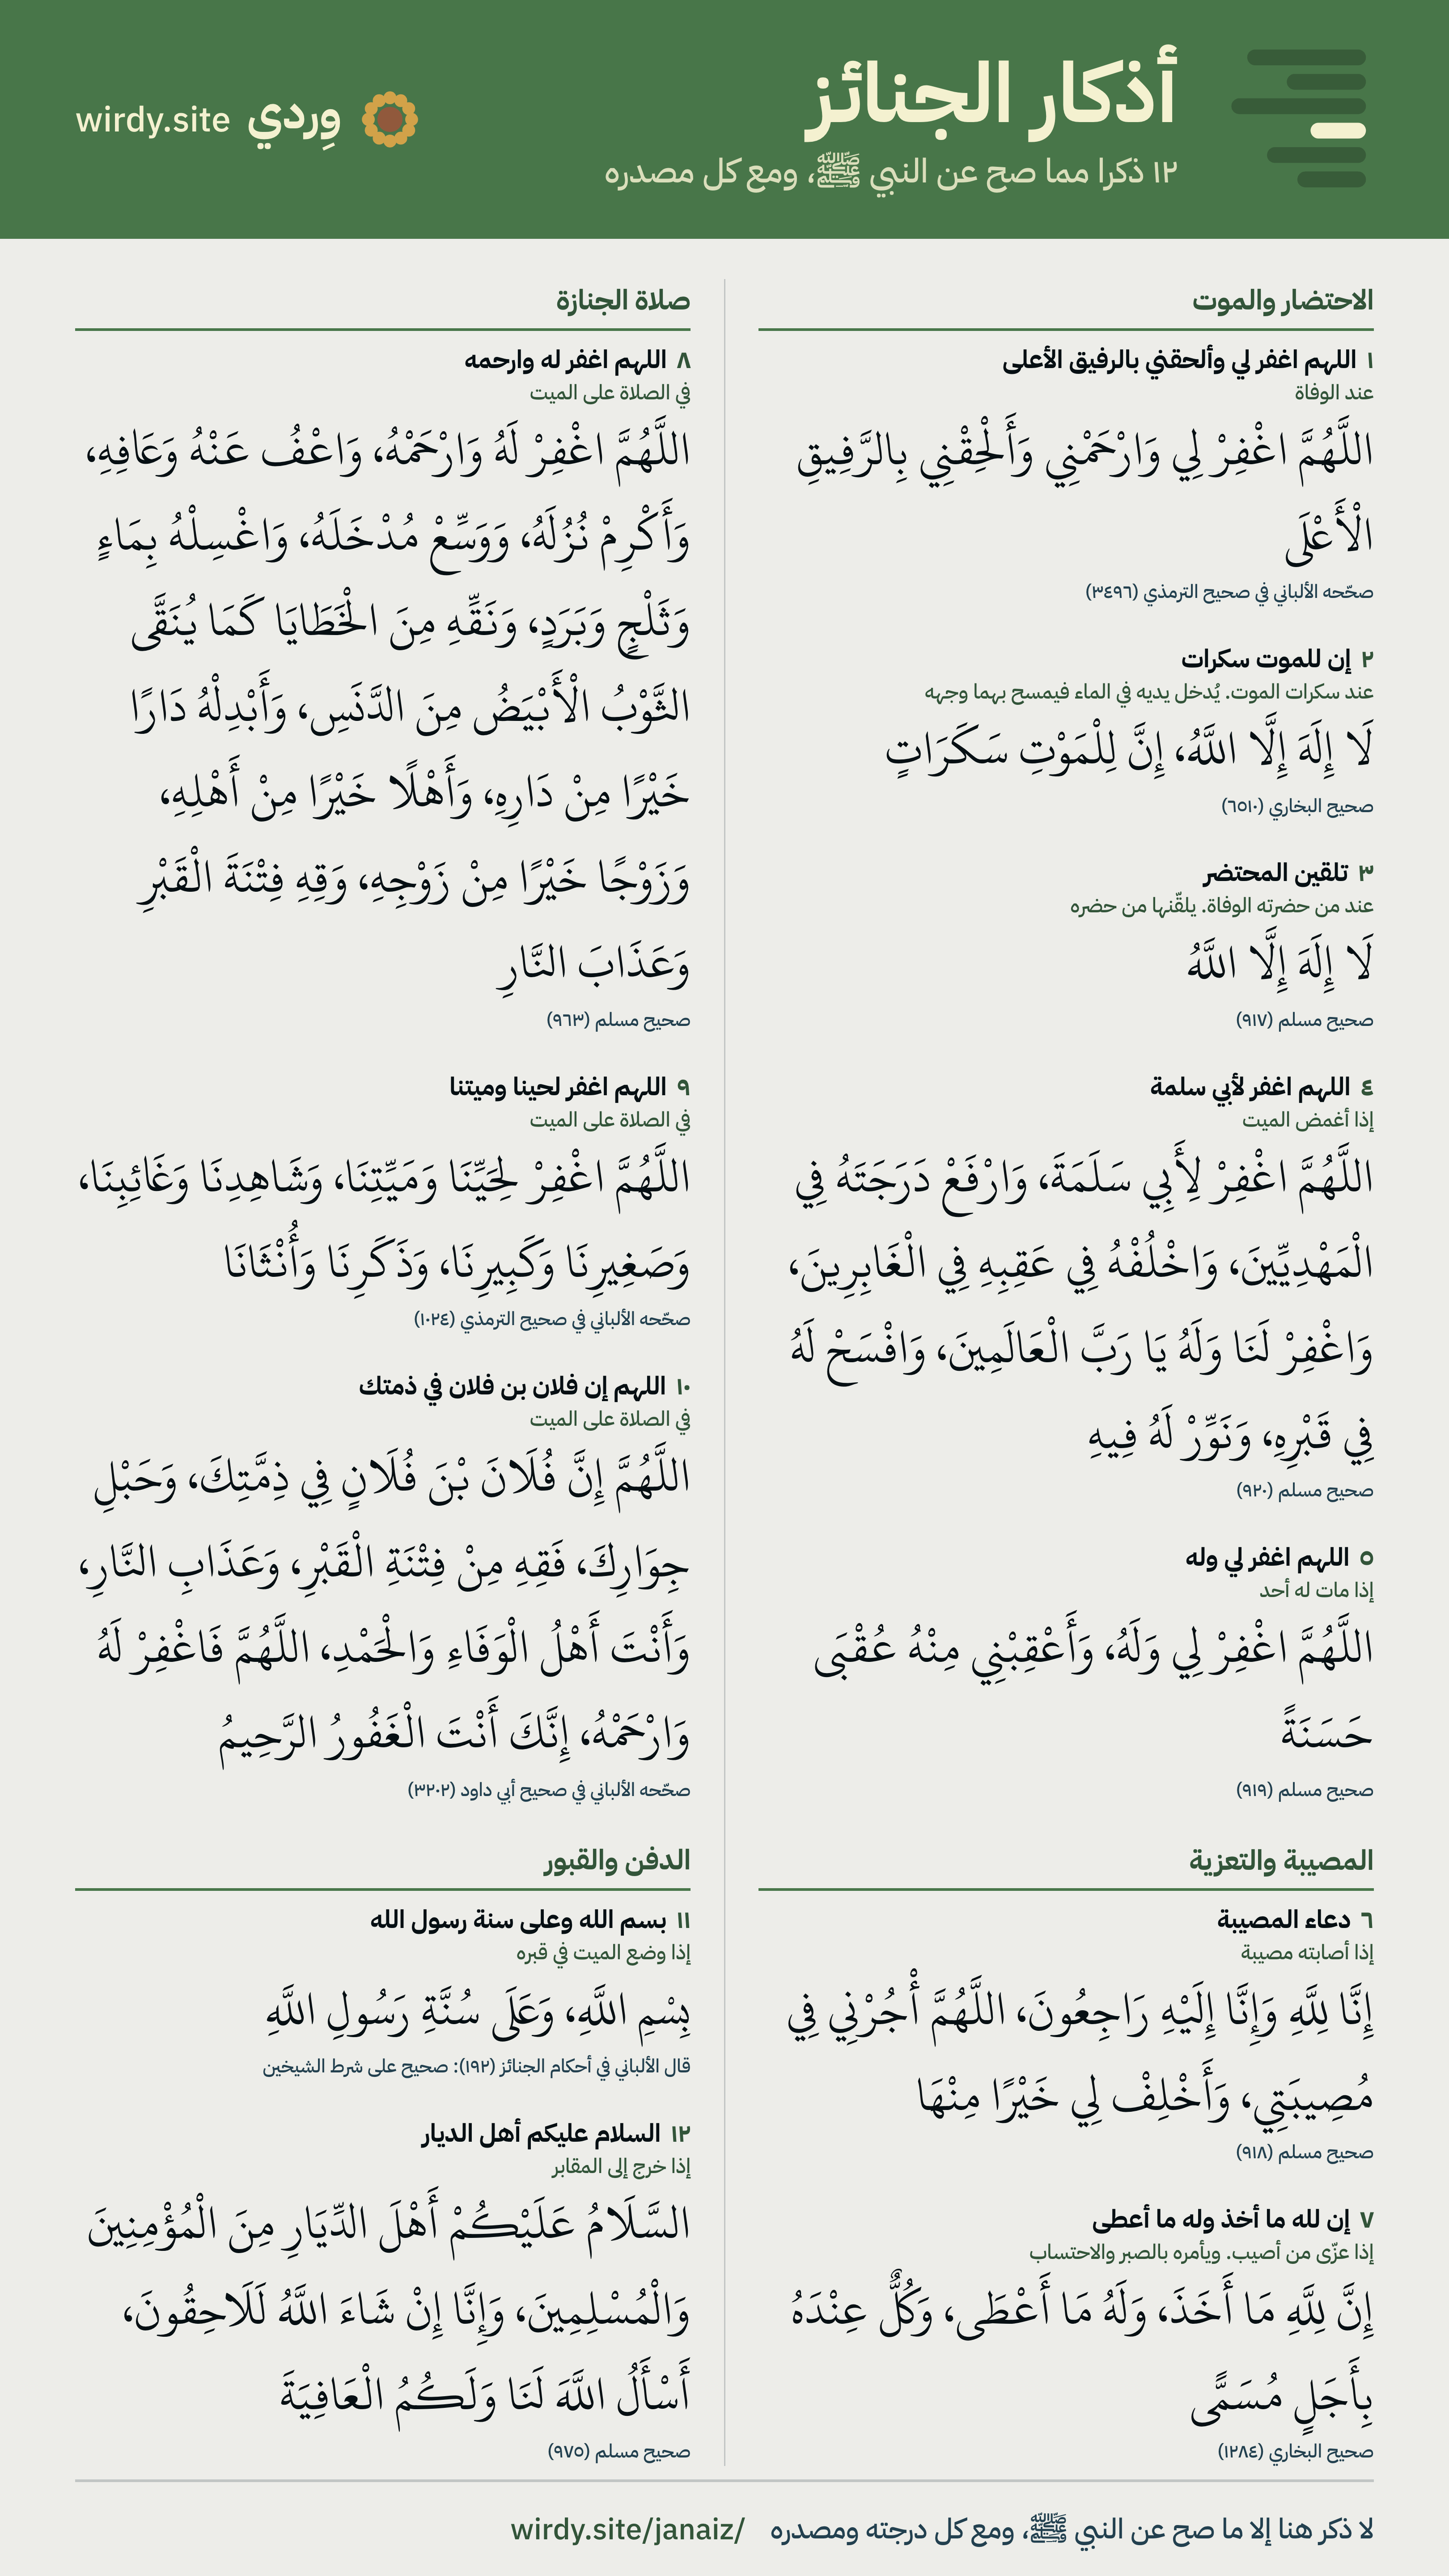 أذكار الجنائز
١٢ ذكرا مما صح عن النبي ﷺ، ومع كل مصدره
وِردي wirdy.site
الاحتضار والموت
١ اللهم اغفر لي وألحقني بالرفيق الأعلى
عند الوفاة
اللَّهُمَّ اغْفِرْ لِي وَارْحَمْنِي وَأَلْحِقْنِي بِالرَّفِيقِ
الْأَعْلَى
صحّحه الألباني في صحيح الترمذي (٣٤٩٦)
٢ إن للموت سكرات
عند سكرات الموت. يُدخل يديه في الماء فيمسح بهما وجهه
لَا إِلَهَ إِلَّا اللَّهُ، إِنَّ لِلْمَوْتِ سَكَرَاتٍ
صحيح البخاري (٦٥١٠)
٣ تلقين المحتضر
عند من حضرته الوفاة. يلقّنها من حضره
لَا إِلَهَ إِلَّا اللَّهُ
صحيح مسلم (٩١٧)
٤ اللهم اغفر لأبي سلمة
إذا أغمض الميت
اللَّهُمَّ اغْفِرْ لِأَبِي سَلَمَةَ، وَارْفَعْ دَرَجَتَهُ فِي
الْمَهْدِيِّينَ، وَاخْلُفْهُ فِي عَقِبِهِ فِي الْغَابِرِينَ،
وَاغْفِرْ لَنَا وَلَهُ يَا رَبَّ الْعَالَمِينَ، وَافْسَحْ لَهُ
فِي قَبْرِهِ، وَنَوِّرْ لَهُ فِيهِ
صحيح مسلم (٩٢٠)
٥ اللهم اغفر لي وله
إذا مات له أحد
اللَّهُمَّ اغْفِرْ لِي وَلَهُ، وَأَعْقِبْنِي مِنْهُ عُقْبَى
حَسَنَةً
صحيح مسلم (٩١٩)
المصيبة والتعزية
٦ دعاء المصيبة
إذا أصابته مصيبة
إِنَّا لِلَّهِ وَإِنَّا إِلَيْهِ رَاجِعُونَ، اللَّهُمَّ أْجُرْنِي فِي
مُصِيبَتِي، وَأَخْلِفْ لِي خَيْرًا مِنْهَا
صحيح مسلم (٩١٨)
٧ إن لله ما أخذ وله ما أعطى
إذا عزّى من أصيب. ويأمره بالصبر والاحتساب
إِنَّ لِلَّهِ مَا أَخَذَ، وَلَهُ مَا أَعْطَى، وَكُلٌّ عِنْدَهُ
بِأَجَلٍ مُسَمًّى
صحيح البخاري (١٢٨٤)
صلاة الجنازة
٨ اللهم اغفر له وارحمه
في الصلاة على الميت
اللَّهُمَّ اغْفِرْ لَهُ وَارْحَمْهُ، وَاعْفُ عَنْهُ وَعَافِهِ،
وَأَكْرِمْ نُزُلَهُ، وَوَسِّعْ مُدْخَلَهُ، وَاغْسِلْهُ بِمَاءٍ
وَثَلْجٍ وَبَرَدٍ، وَنَقِّهِ مِنَ الْخَطَايَا كَمَا يُنَقَّى
الثَّوْبُ الْأَبْيَضُ مِنَ الدَّنَسِ، وَأَبْدِلْهُ دَارًا
خَيْرًا مِنْ دَارِهِ، وَأَهْلًا خَيْرًا مِنْ أَهْلِهِ،
وَزَوْجًا خَيْرًا مِنْ زَوْجِهِ، وَقِهِ فِتْنَةَ الْقَبْرِ
وَعَذَابَ النَّارِ
صحيح مسلم (٩٦٣)
٩ اللهم اغفر لحينا وميتنا
في الصلاة على الميت
اللَّهُمَّ اغْفِرْ لِحَيِّنَا وَمَيِّتِنَا، وَشَاهِدِنَا وَغَائِبِنَا،
وَصَغِيرِنَا وَكَبِيرِنَا، وَذَكَرِنَا وَأُنْثَانَا
صحّحه الألباني في صحيح الترمذي (١٠٢٤)
١٠ اللهم إن فلان بن فلان في ذمتك
في الصلاة على الميت
اللَّهُمَّ إِنَّ فُلَانَ بْنَ فُلَانٍ فِي ذِمَّتِكَ، وَحَبْلِ
جِوَارِكَ، فَقِهِ مِنْ فِتْنَةِ الْقَبْرِ، وَعَذَابِ النَّارِ،
وَأَنْتَ أَهْلُ الْوَفَاءِ وَالْحَمْدِ، اللَّهُمَّ فَاغْفِرْ لَهُ
وَارْحَمْهُ، إِنَّكَ أَنْتَ الْغَفُورُ الرَّحِيمُ
صحّحه الألباني في صحيح أبي داود (٣٢٠٢)
الدفن والقبور
١١ بسم الله وعلى سنة رسول الله
إذا وضع الميت في قبره
بِسْمِ اللَّهِ، وَعَلَى سُنَّةِ رَسُولِ اللَّهِ
قال الألباني في أحكام الجنائز (١٩٢): صحيح على شرط الشيخين
١٢ السلام عليكم أهل الديار
إذا خرج إلى المقابر
السَّلَامُ عَلَيْكُمْ أَهْلَ الدِّيَارِ مِنَ الْمُؤْمِنِينَ
وَالْمُسْلِمِينَ، وَإِنَّا إِنْ شَاءَ اللَّهُ لَلَاحِقُونَ،
أَسْأَلُ اللَّهَ لَنَا وَلَكُمُ الْعَافِيَةَ
صحيح مسلم (٩٧٥)
لا ذكر هنا إلا ما صح عن النبي ﷺ، ومع كل درجته ومصدره wirdy.site/janaiz/